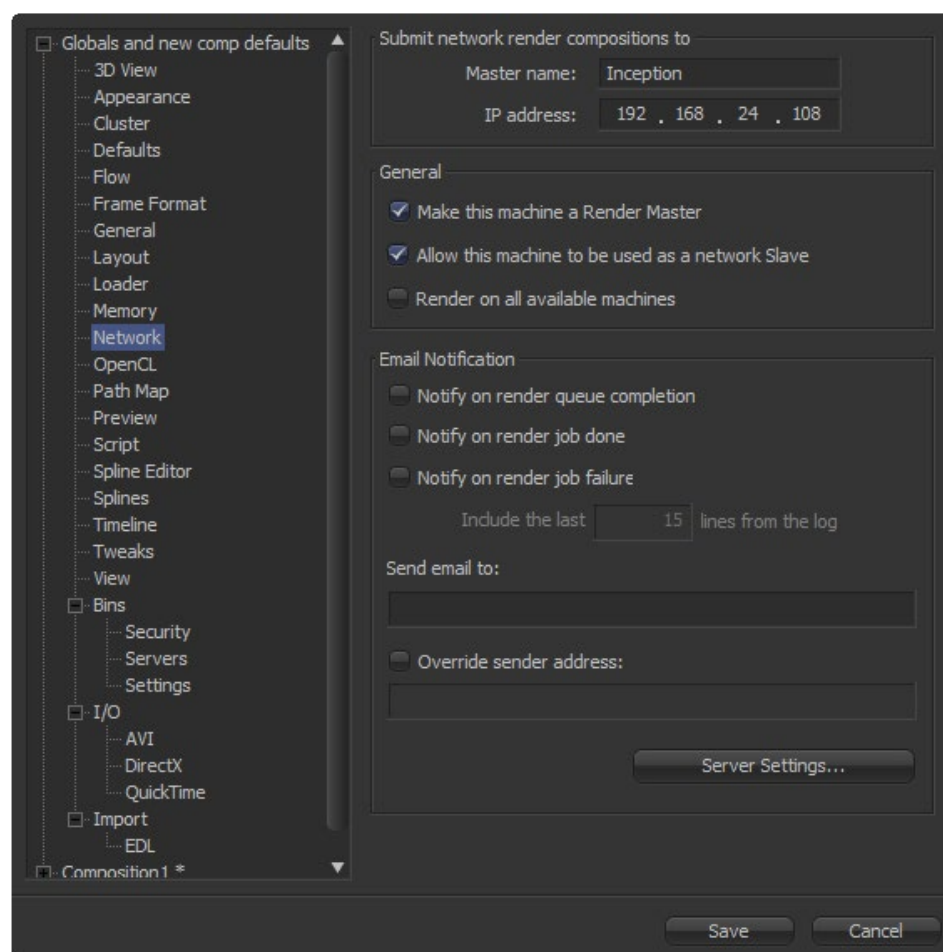 Globals and new comp defaults
3D View
Appearance
Cluster
Defaults
Flow
Frame Format
General
Layout
Loader
Memory
Network
OpenCL
Path Map
Preview
Script
Spline Editor
Splines
Timeline
Tweaks
View
Bins
Security
Servers
Settings
I/O
AVI
DirectX
QuickTime
Import
EDL
Composition1 *
Submit network render compositions to
Master name: Inception
IP address: 192 . 168 . 24 . 108
General
Make this machine a Render Master
Allow this machine to be used as a network Slave
Render on all available machines
Email Notification
Notify on render queue completion
Notify on render job done
Notify on render job failure
Include the last 15 lines from the log
Send email to:
Override sender address:
Server Settings...
Save Cancel